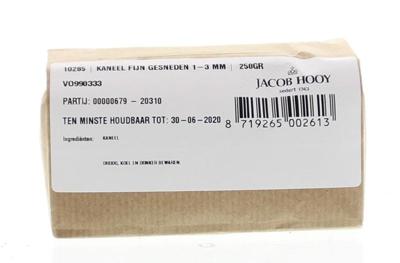 10285 | KANEEL FIJN GESNEDEN 1-3 MM | 250GR
VO990333
JACOB HOOY
sedert 1743
PARTIJ: 00000679 - 20310
TEN MINSTE HOUDBAAR TOT: 30-06-2020
8 719265 002613
Ingrediënten: KANEEL
DROOG, KOEL EN DONKER BEWAREN.